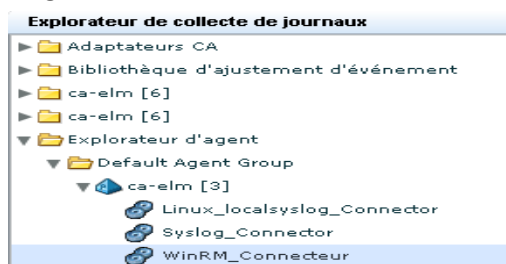 Explorateur de collecte de journaux
Adaptateurs CA
Bibliothèque d'ajustement d'événement
ca-elm [6]
ca-elm [6]
Explorateur d'agent
Default Agent Group
ca-elm [3]
Linux_localsyslog_Connector
Syslog_Connector
WinRM_Connecteur